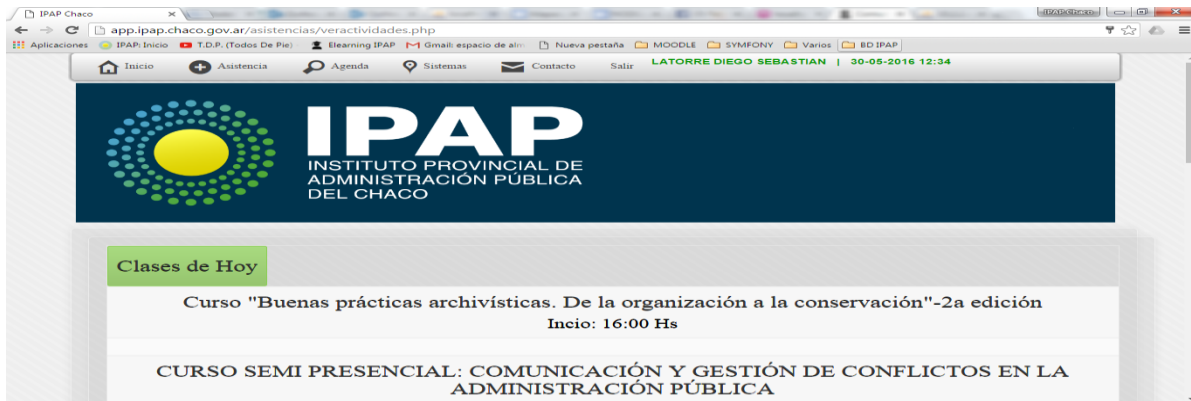 IPAP Chaco
IPAP Chaco
app.ipap.chaco.gov.ar/asistencias/veractividades.php
Aplicaciones IPAP: Inicio T.D.P. (Todos De Pie) Elearning IPAP Gmail: espacio de alm Nueva pestaña MOODLE SYMFONY Varios BD IPAP
Inicio Asistencia Agenda Sistemas Contacto Salir LATORRE DIEGO SEBASTIAN | 30-05-2016 12:34
IPAP
INSTITUTO PROVINCIAL DE
ADMINISTRACIÓN PÚBLICA
DEL CHACO
Clases de Hoy
Curso "Buenas prácticas archivísticas. De la organización a la conservación"-2a edición
Incio: 16:00 Hs
CURSO SEMI PRESENCIAL: COMUNICACIÓN Y GESTIÓN DE CONFLICTOS EN LA
ADMINISTRACIÓN PÚBLICA